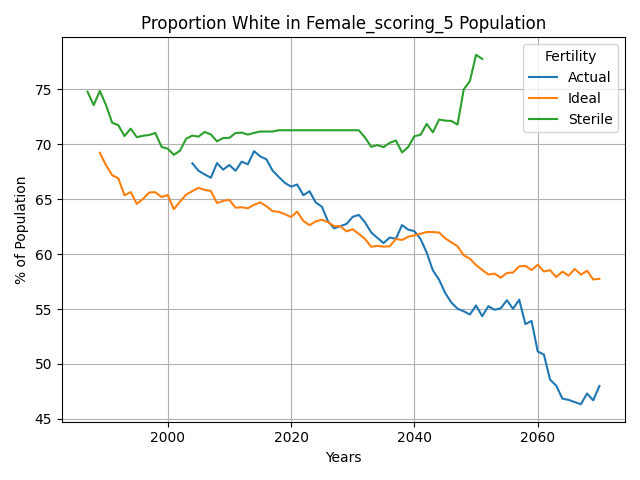 Proportion White in Female_scoring_5 Population
Fertility
Actual
Ideal
Sterile
% of Population
75
70
65
60
55
50
45
2000
2020
2040
2060
Years